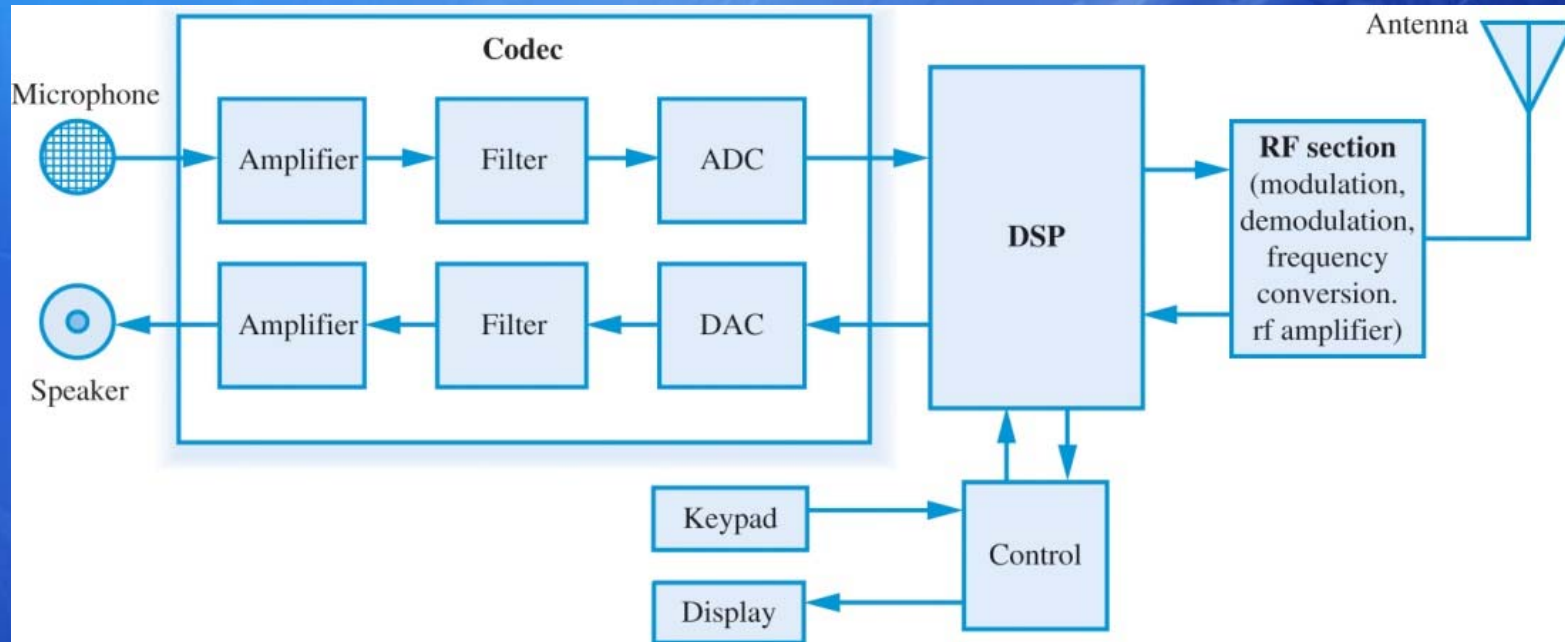 Codec
Antenna
Microphone
Amplifier
Filter
ADC
DSP
RF section
(modulation,
demodulation,
frequency
conversion.
rf amplifier)
Amplifier
Filter
DAC
Speaker
Keypad
Control
Display